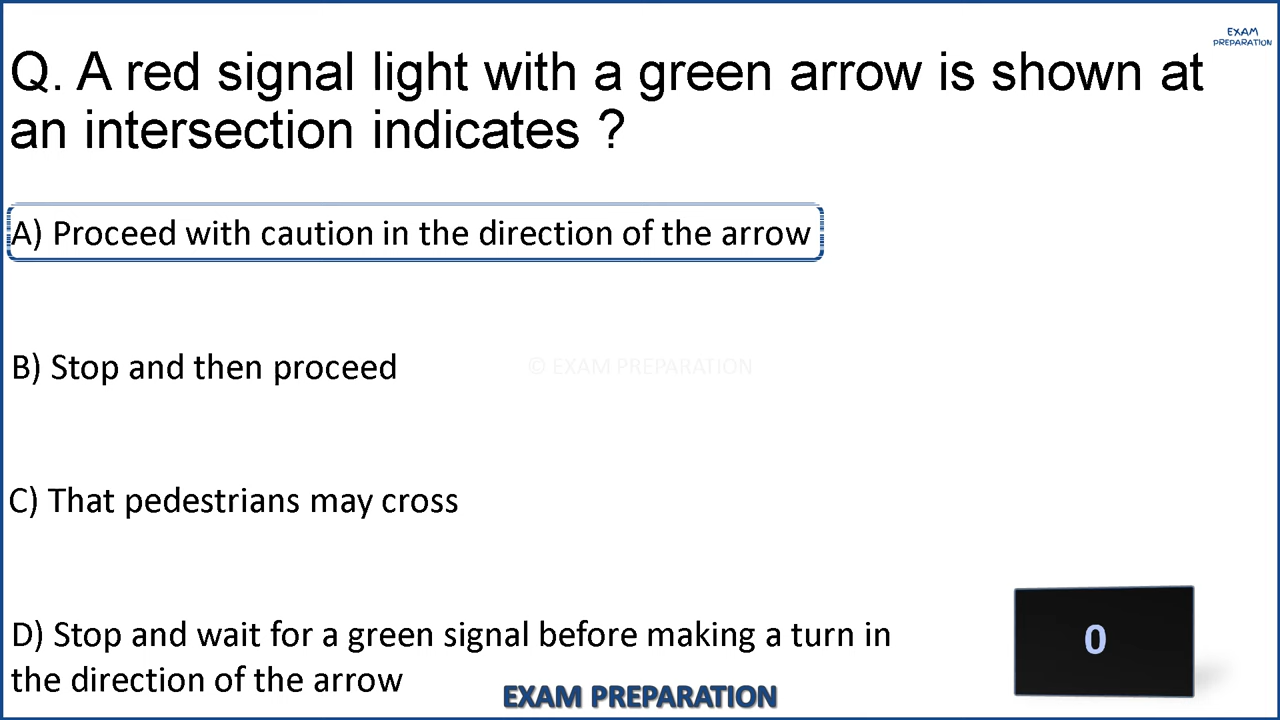 EXAM
PREPARATION
Q. A red signal light with a green arrow is shown at
an intersection indicates ?
A) Proceed with caution in the direction of the arrow
B) Stop and then proceed
© EXAM PREPARATION
C) That pedestrians may cross
D) Stop and wait for a green signal before making a turn in
the direction of the arrow
0
EXAM PREPARATION